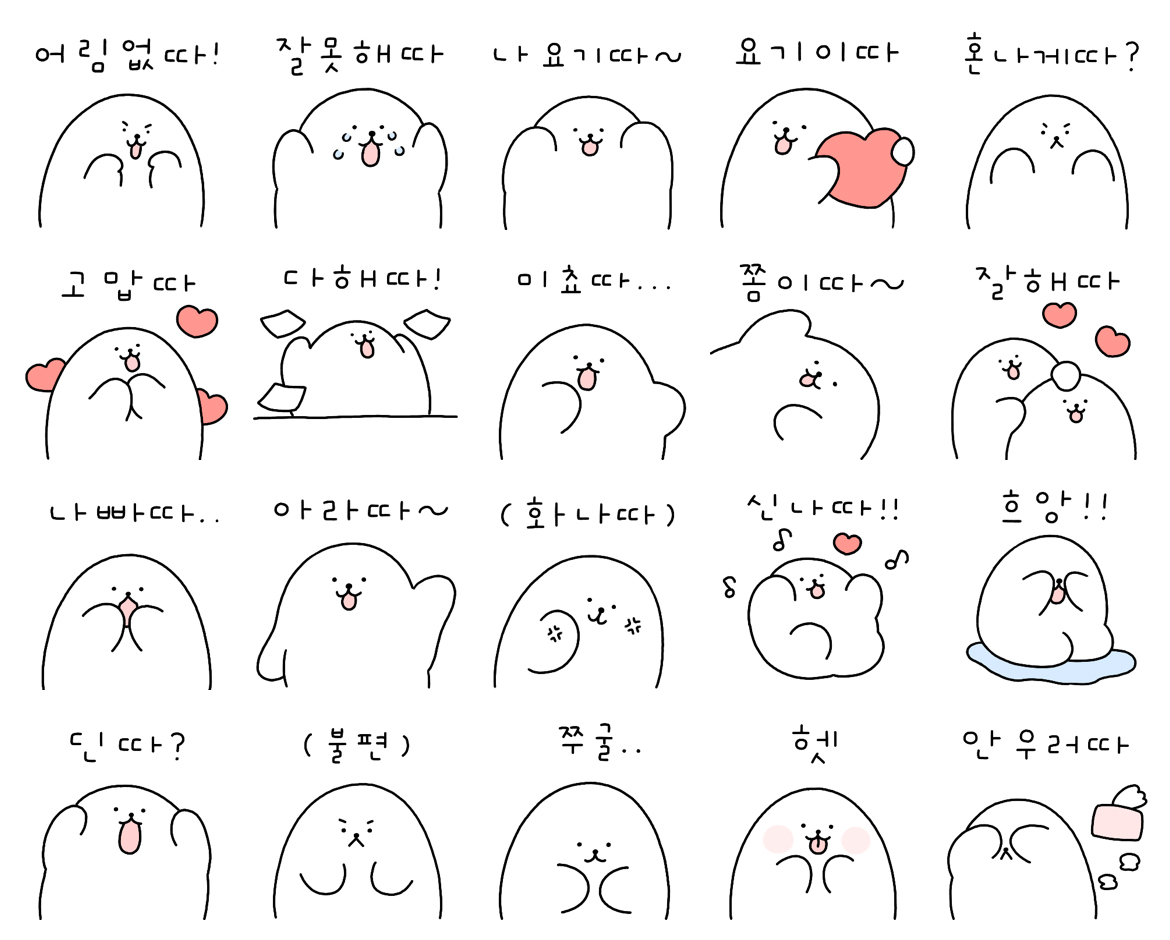 어림없따!
잘못해따
나 요기따~
요기이따
혼나게따?
고맙따
다해따!
미쵸따...
쫌이따~
잘해따
나빠따..
아라따~
(화나따)
신나따!!
흐앙!!
딘따?
(불편)
쭈굴..
헷
안우러따